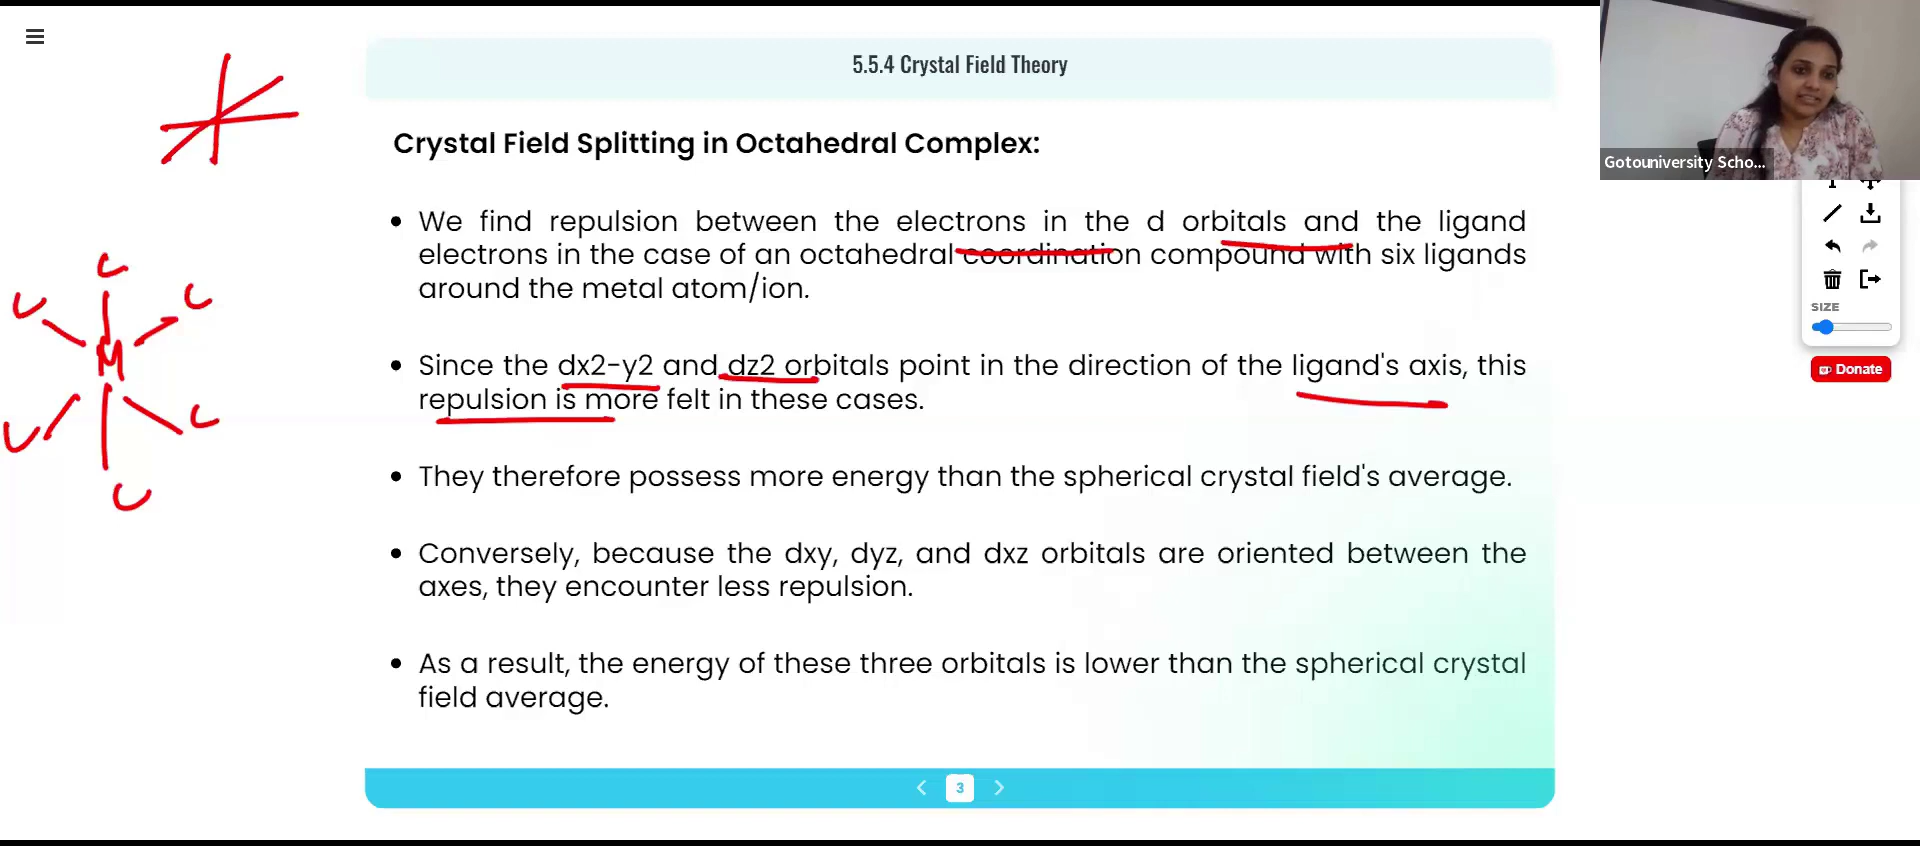 5.5.4 Crystal Field Theory
Crystal Field Splitting in Octahedral Complex:
• We find repulsion between the electrons in the d orbitals and the ligand
electrons in the case of an octahedral coordination compound with six ligands
around the metal atom/ion.
• Since the dx2-y2 and dz2 orbitals point in the direction of the ligand's axis, this
repulsion is more felt in these cases.
• They therefore possess more energy than the spherical crystal field's average.
• Conversely, because the dxy, dyz, and dxz orbitals are oriented between the
axes, they encounter less repulsion.
• As a result, the energy of these three orbitals is lower than the spherical crystal
field average.
3
M
Gotouniversity Scho...
SIZE
Donate